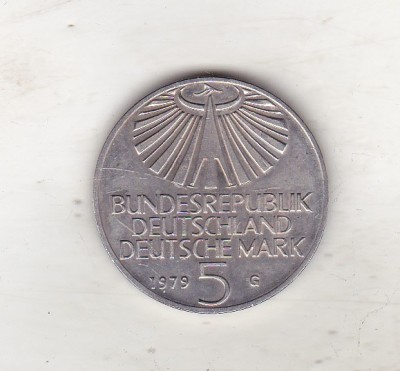 BUNDESREPUBLIK
DEUTSCHLAND
DEUTSCHE MARK
1979 5 G